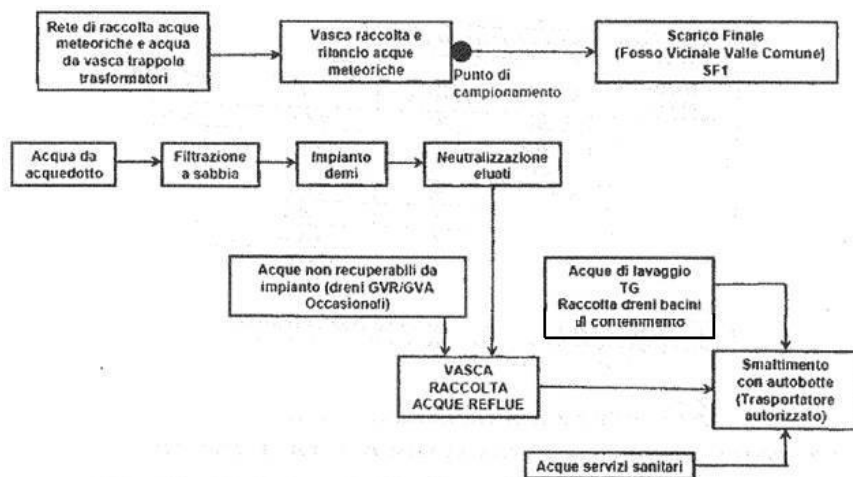 Rete di raccolta acque
meteoriche e acqua
da vasca trappola
trasformatori
Vasca raccolta e
rilancio acque
meteoriche
Punto di
campionamento
Scarico Finale
(Fosso Vicinale Valle Comune)
SF1
Acqua da
acquedotto
Filtrazione
a sabbia
Impianto
demi
Neutralizzazione
eluati
Acque non recuperabili da
impianto (dreni GVR/GVA
Occasionali)
Acque di lavaggio
TG
Raccolta dreni bacini
di contenimento
VASCA
RACCOLTA
ACQUE REFLUE
Smaltimento
con autobotte
(Trasportatore
autorizzato)
Acque servizi sanitari